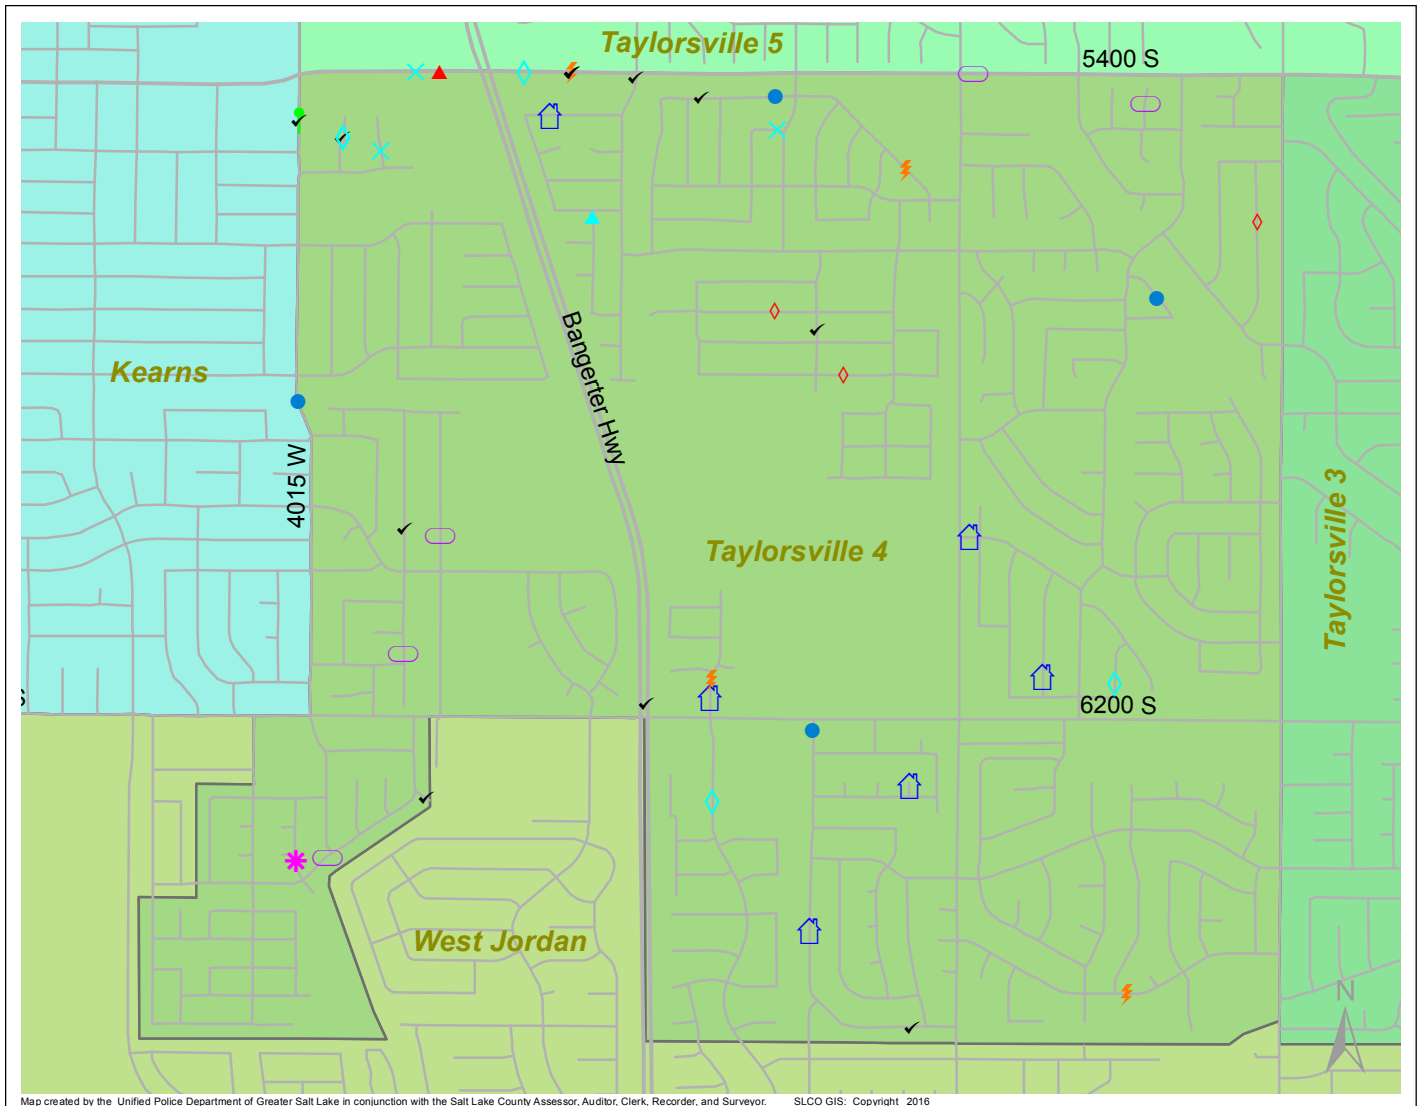 Taylorsville 5
5400 S
Bangerter Hwy
Kearns
4015 W
Taylorsville 3
Taylorsville 4
6200 S
West Jordan
N
Map created by the Unified Police Department of Greater Salt Lake in conjunction with the Salt Lake County Assessor, Auditor, Clerk, Recorder, and Surveyor. SLCO GIS: Copyright 2016